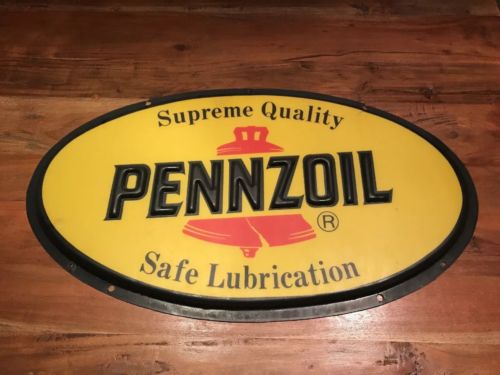 Supreme Quality
PENNZOIL
®
Safe Lubrication